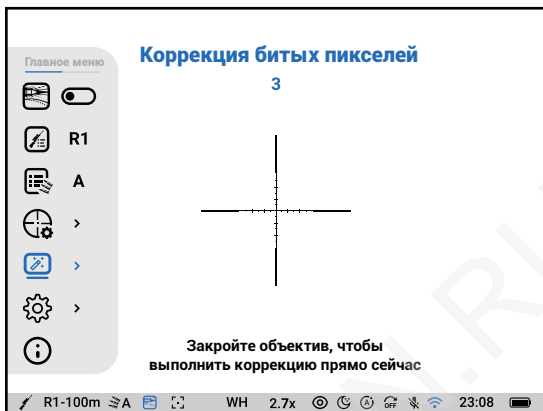 Главное меню
Коррекция битых пикселей
3
R1
A
>
>
>
Закройте объектив, чтобы
выполнить коррекцию прямо сейчас
R1-100m A WH 2.7x A OFF 23:08